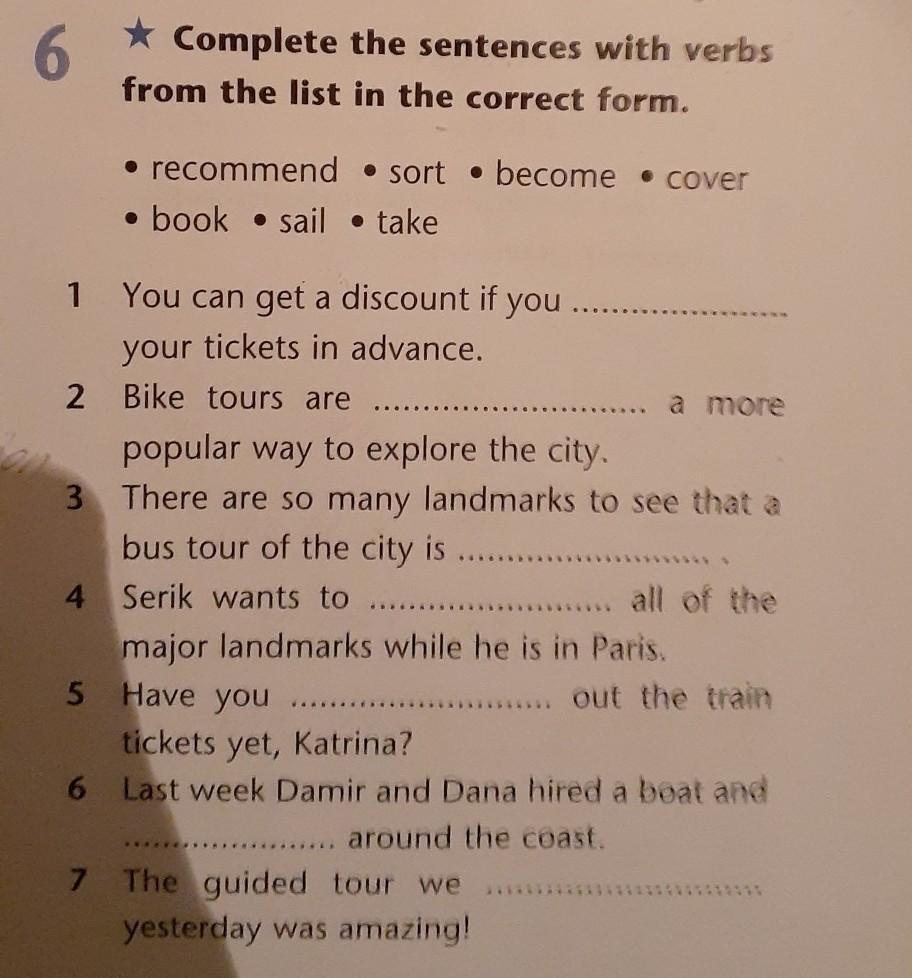 6 ★ Complete the sentences with verbs
from the list in the correct form.
• recommend • sort • become • cover
• book • sail • take
1 You can get a discount if you ......................
your tickets in advance.
2 Bike tours are ............................ a more
popular way to explore the city.
3 There are so many landmarks to see that a
bus tour of the city is .......................... .
4 Serik wants to ......................... all of the
major landmarks while he is in Paris.
5 Have you ........................... out the train
tickets yet, Katrina?
6 Last week Damir and Dana hired a boat and
...................... around the coast.
7 The guided tour we ............................
yesterday was amazing!